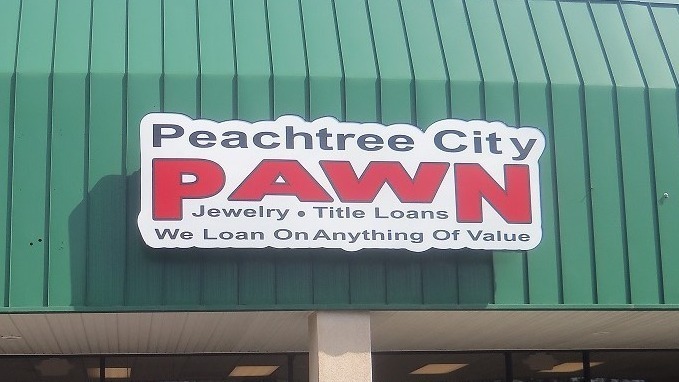 Peachtree City
PAWN
Jewelry • Title Loans
We Loan On Anything Of Value